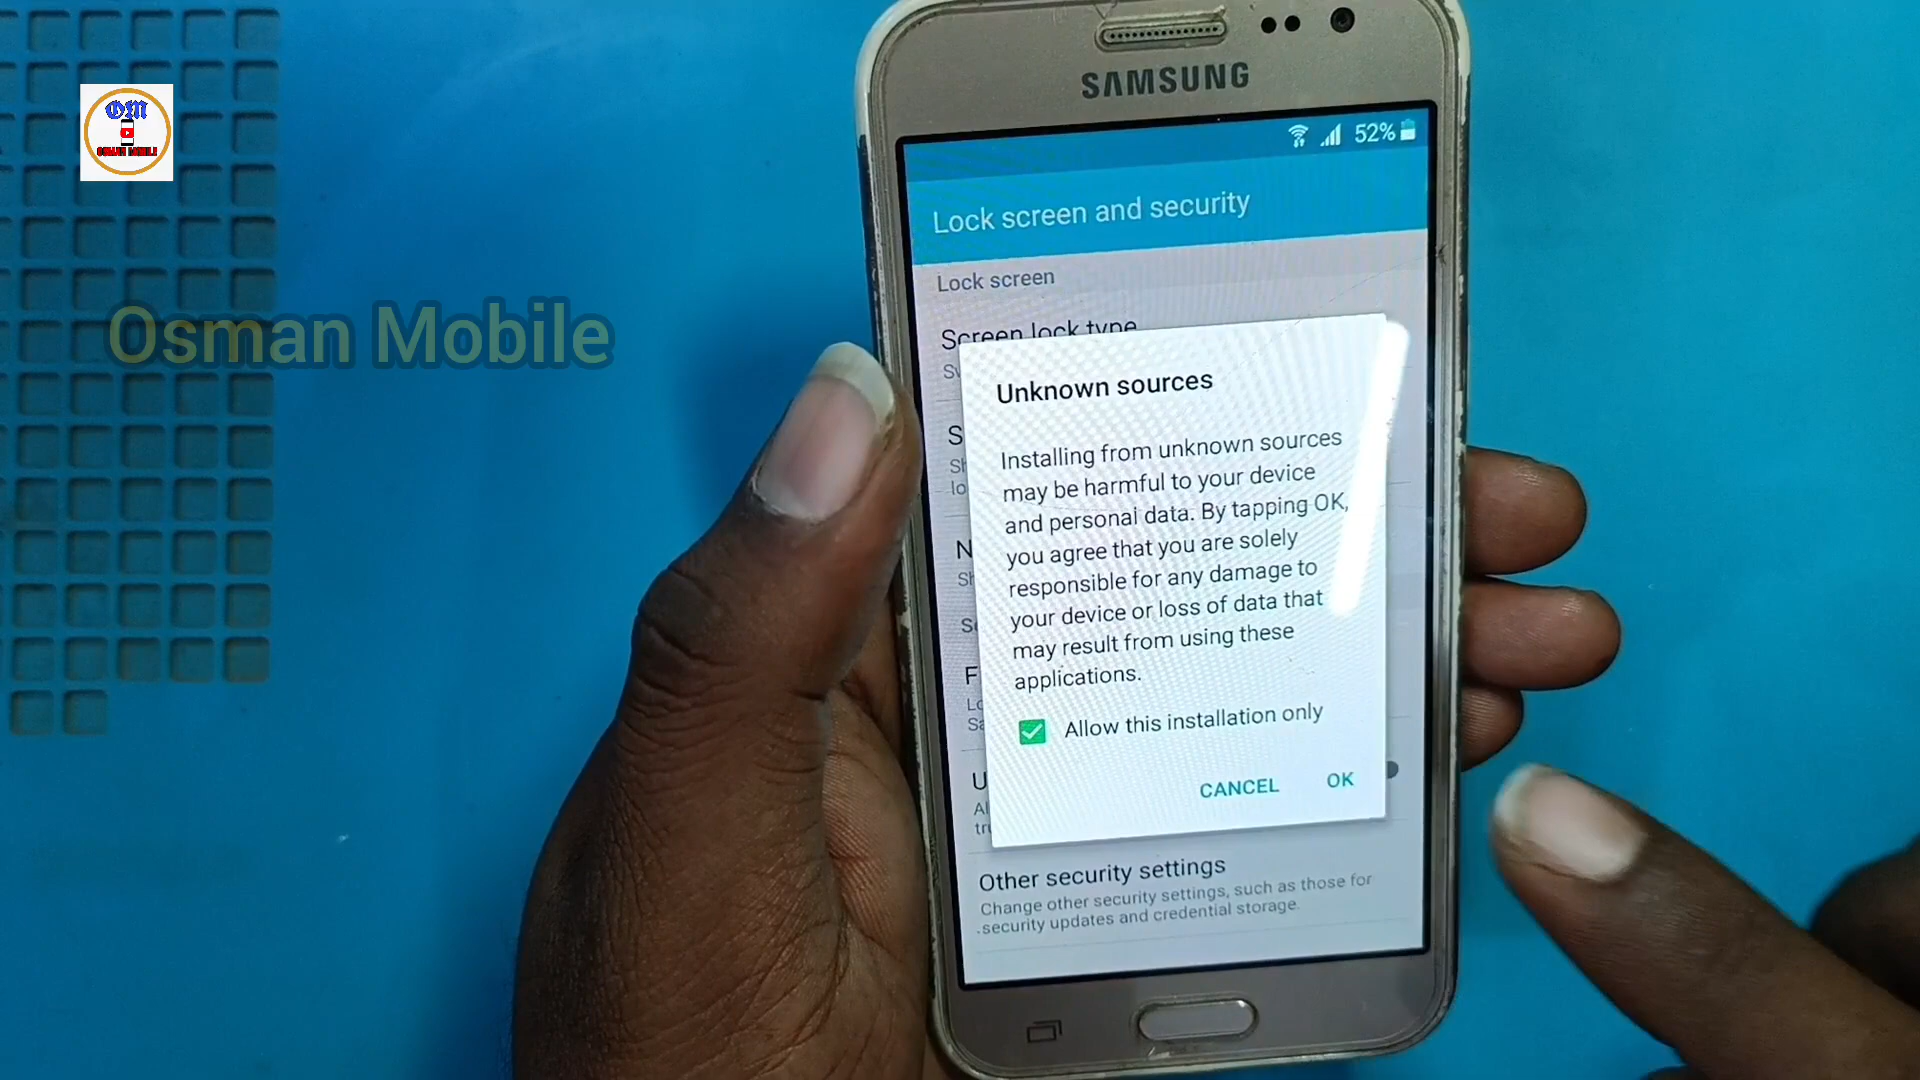 OM
OSMAN MOBILE
Osman Mobile
SAMSUNG
52%
Lock screen and security
Lock screen
Screen lock type
Unknown sources
Installing from unknown sources
may be harmful to your device
and personal data. By tapping OK,
you agree that you are solely
responsible for any damage to
your device or loss of data that
may result from using these
applications.
Allow this installation only
CANCEL OK
Other security settings
Change other security settings, such as those for
security updates and credential storage.